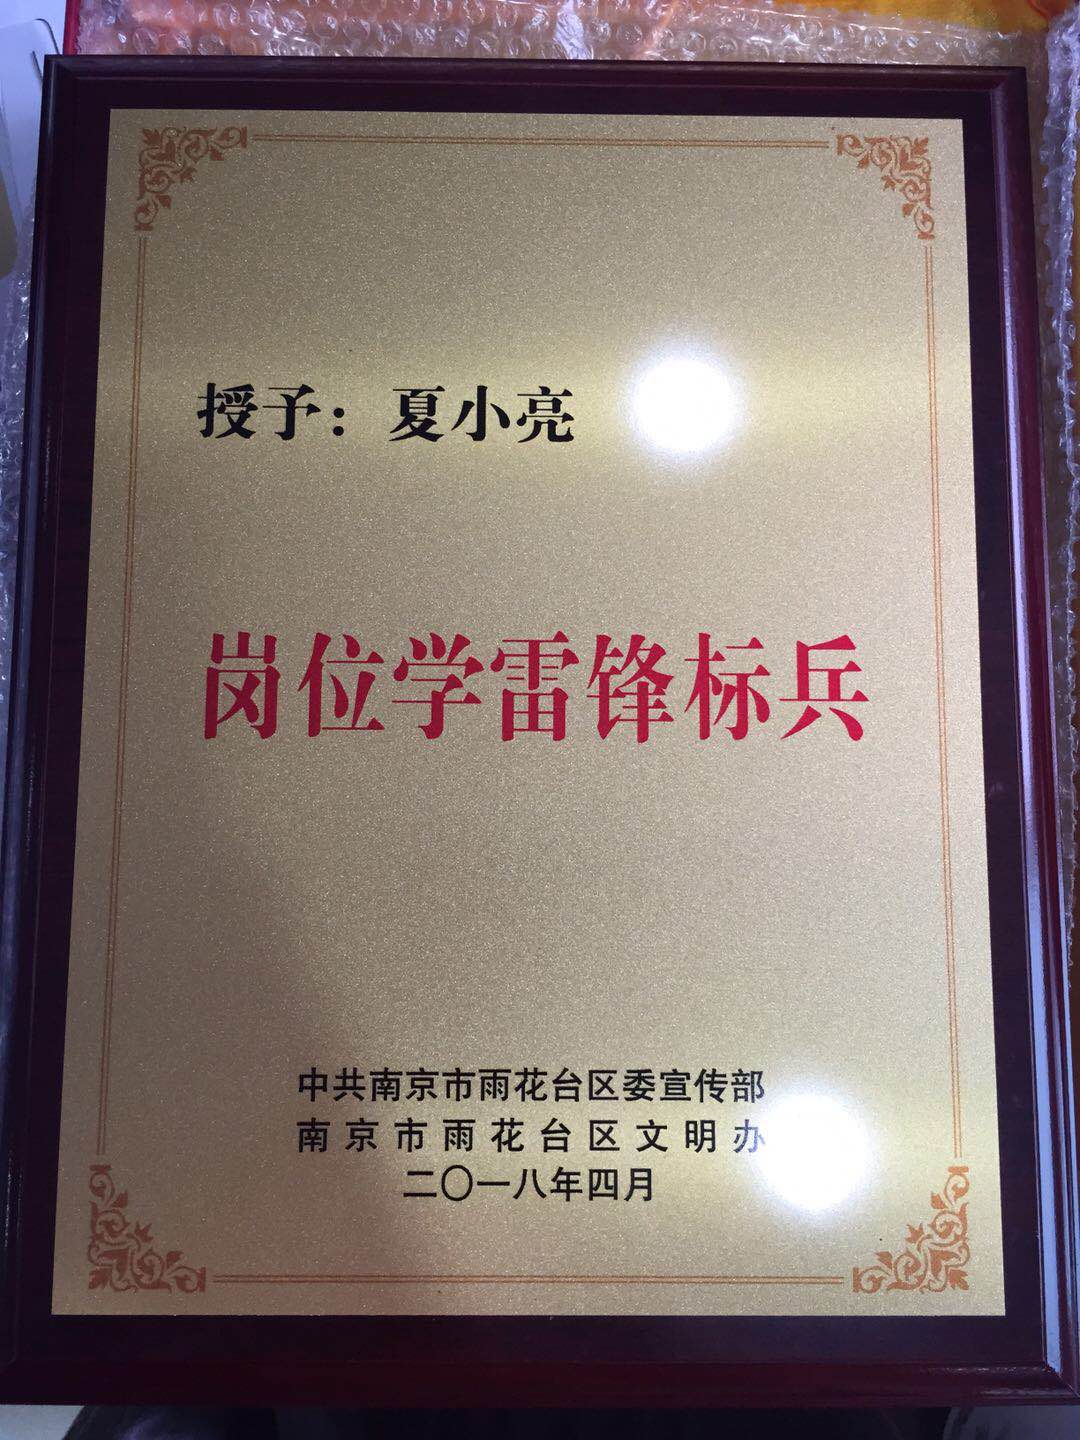 授予：夏小亮
岗位学雷锋标兵
中共南京市雨花台区委宣传部
南京市雨花台区文明办
二〇一八年四月